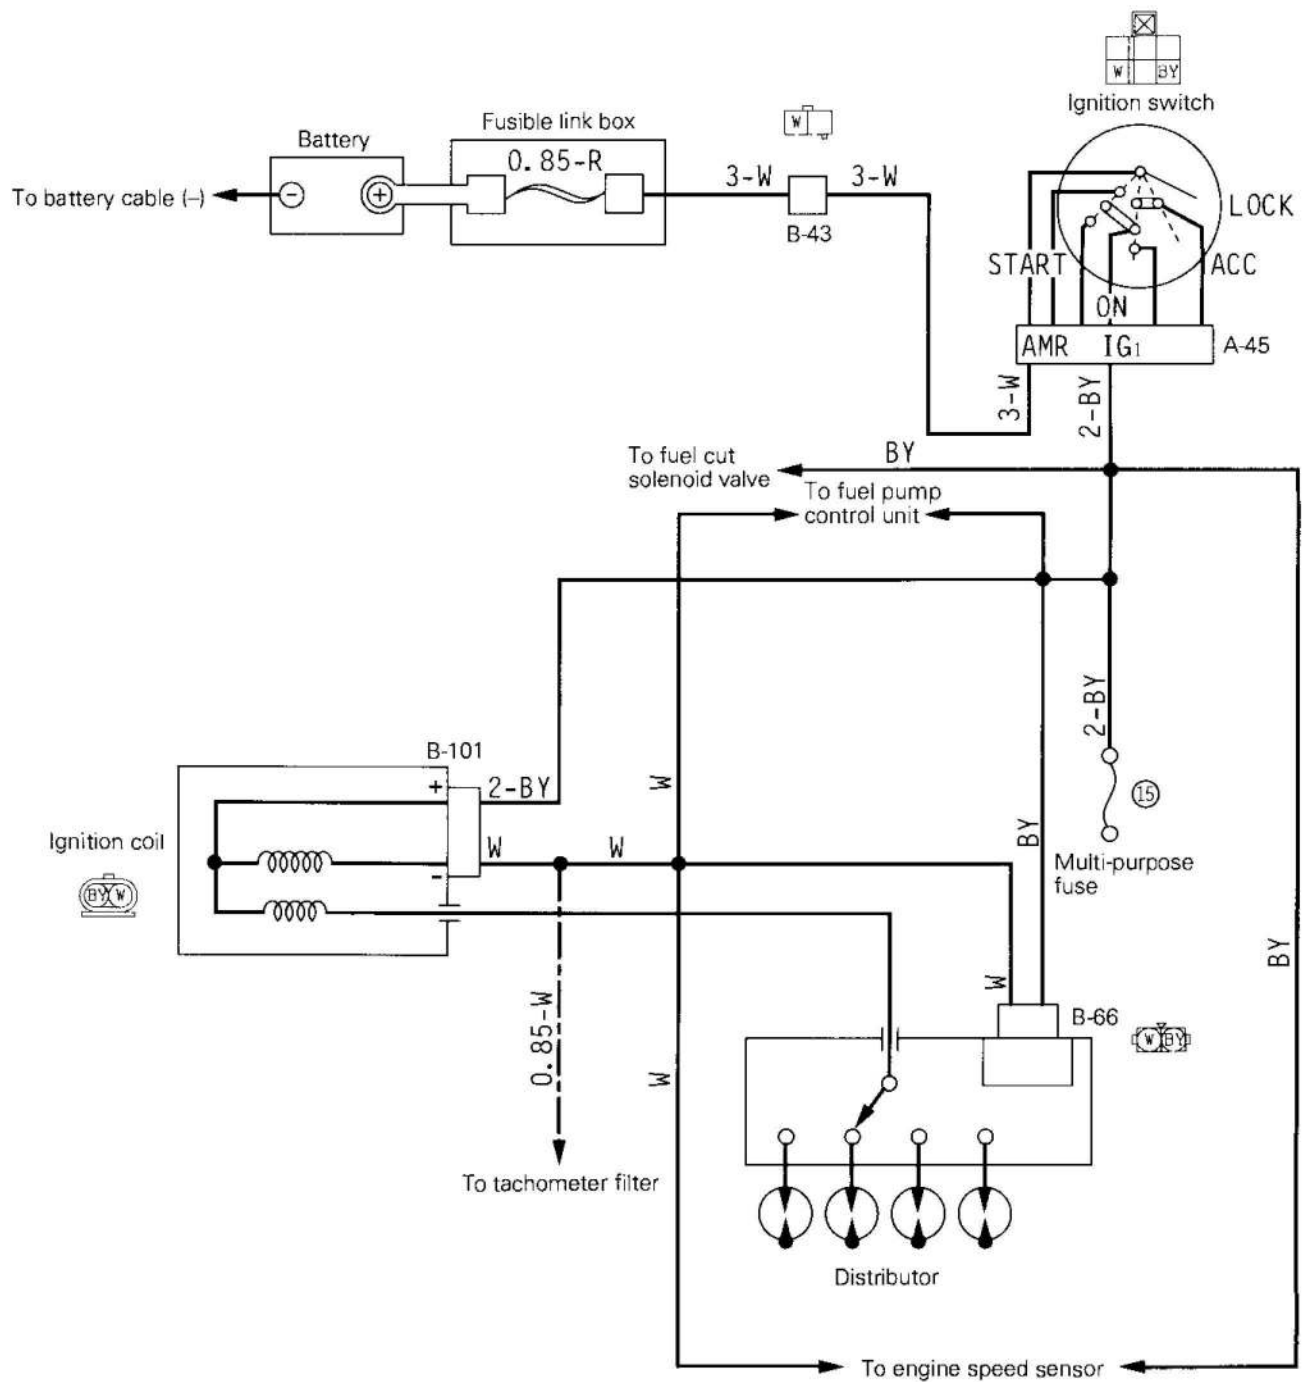 W BY
Ignition switch
Fusible link box
W
Battery
0.85-R
3-W
3-W
To battery cable (–)
– +
LOCK
B-43
START
ACC
ON
AMR IG1
A-45
3-W
2-BY
To fuel cut
solenoid valve
BY
To fuel pump
control unit
2-BY
B-101
+
2-BY
W
15
Ignition coil
W
W
BY
Multi-purpose
fuse
–
BY W
BY
W
0.85-W
B-66
W BY
W
To tachometer filter
Distributor
To engine speed sensor